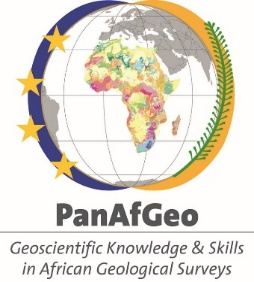 PanAfGeo
Geoscientific Knowledge & Skills
in African Geological Surveys